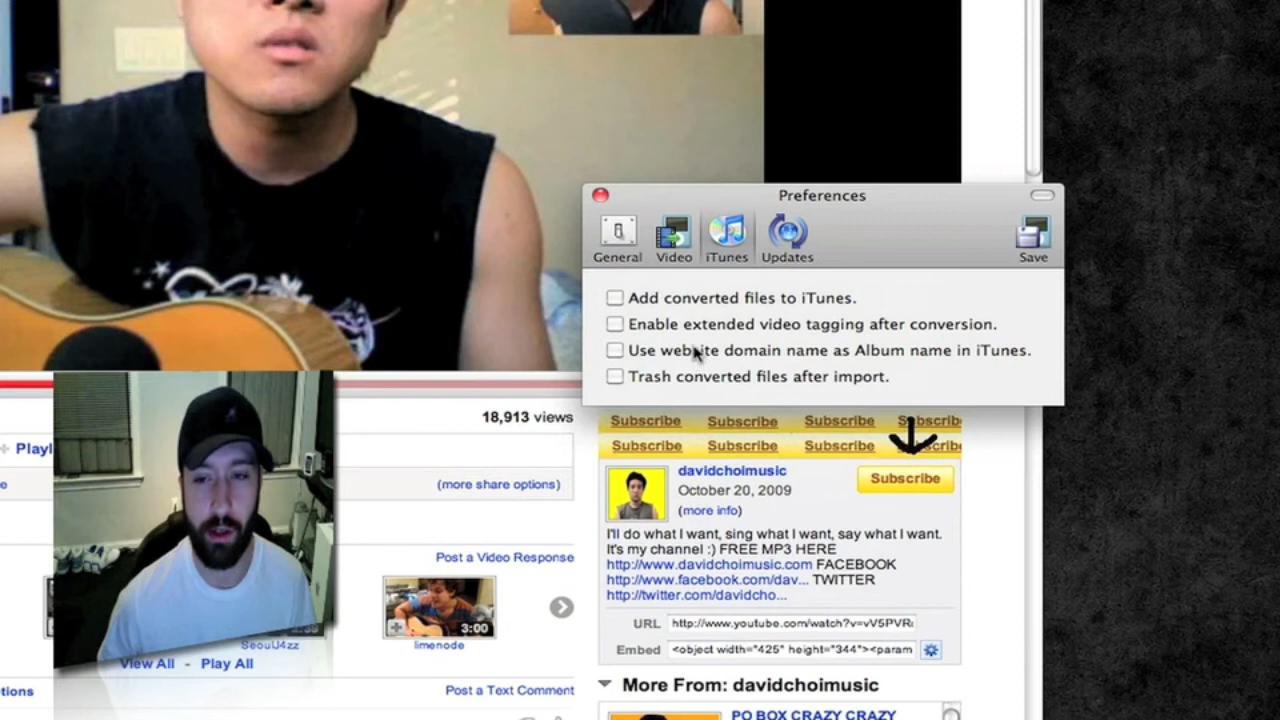 Preferences
General Video iTunes Updates Save
Add converted files to iTunes.
Enable extended video tagging after conversion.
Use website domain name as Album name in iTunes.
Trash converted files after import.
18,913 views
(more share options)
Post a Video Response
3:00
SeouU4zz
limenode
View All - Play All
Post a Text Comment
Subscribe Subscribe Subscribe
Subscribe Subscribe Subscribe
davidchoimusic
October 20, 2009
(more info)
Subscribe
I'll do what I want, sing what I want, say what I want.
It's my channel :) FREE MP3 HERE
http://www.davidchoimusic.com FACEBOOK
http://www.facebook.com/dav... TWITTER
http://twitter.com/davidcho...
URL http://www.youtube.com/watch?v=vV5PVR
Embed <object width="425" height="344"><param
More From: davidchoimusic
PO BOX CRAZY CRAZY